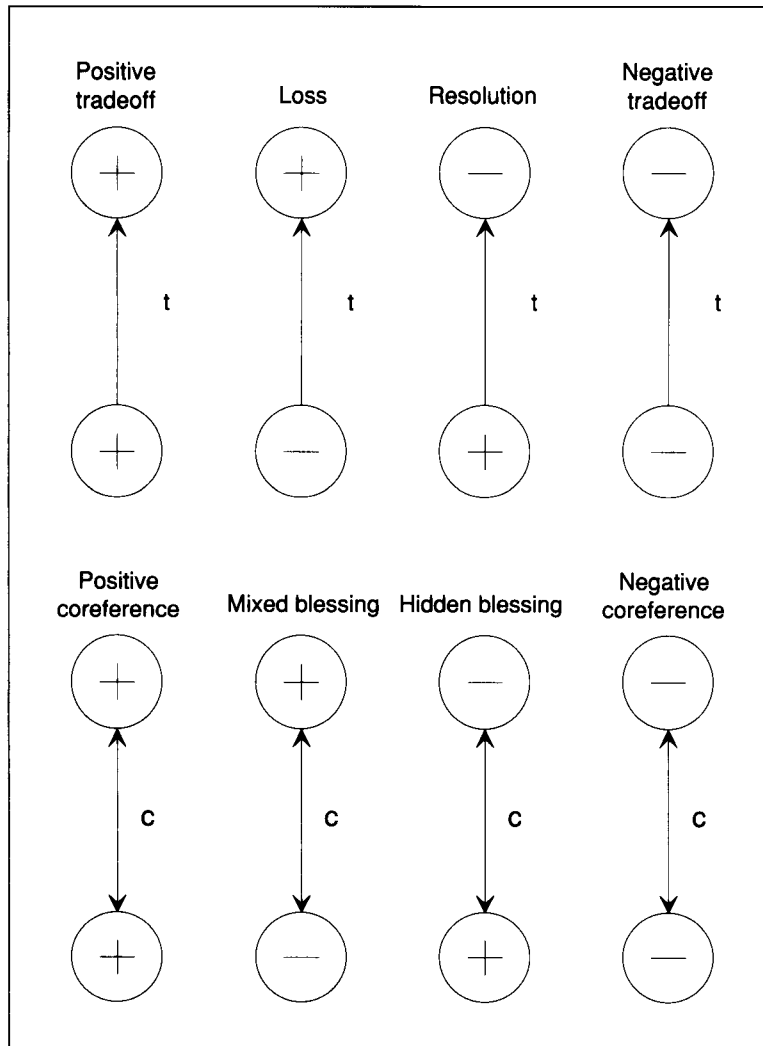 Positive
tradeoff
Loss
Resolution
Negative
tradeoff
+
+
—
—
t
t
t
t
+
—
+
—
Positive
coreference
Mixed blessing
Hidden blessing
Negative
coreference
+
+
—
—
c
c
c
c
+
—
+
—